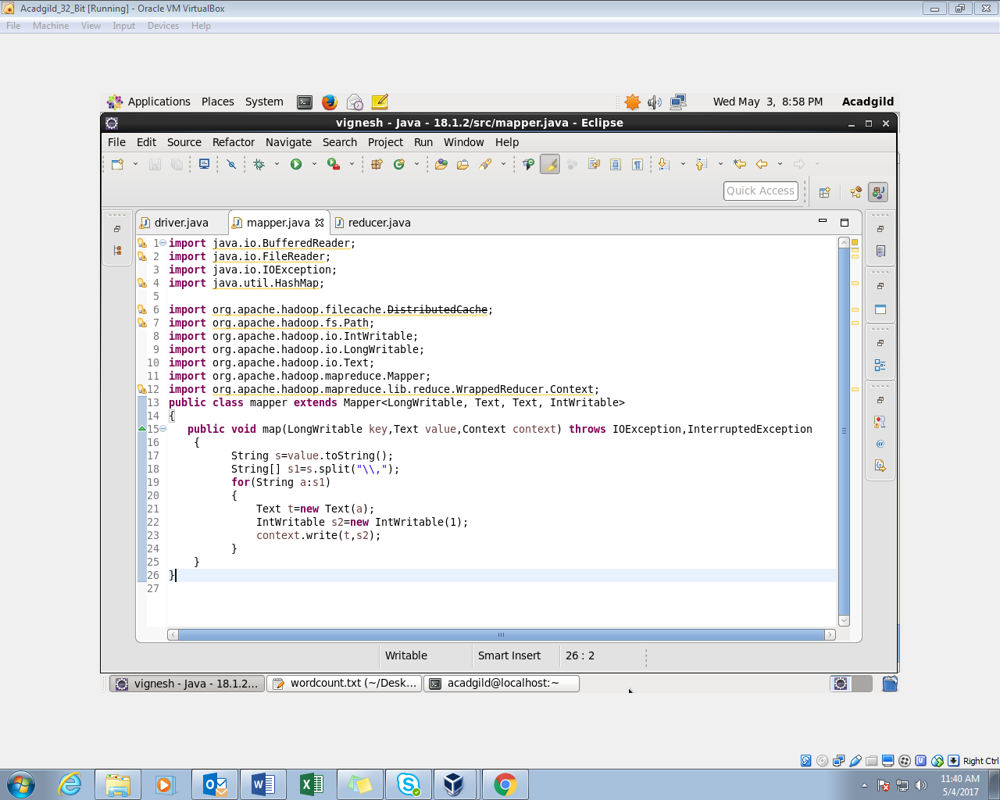 Acadgild_32_Bit [Running] - Oracle VM VirtualBox
File Machine View Input Devices Help
Applications Places System Wed May 3, 8:58 PM Acadgild
vignesh - Java - 18.1.2/src/mapper.java - Eclipse
File Edit Source Refactor Navigate Search Project Run Window Help
Quick Access
driver.java mapper.java reducer.java
1 import java.io.BufferedReader;
2 import java.io.FileReader;
3 import java.io.IOException;
4 import java.util.HashMap;
5
6 import org.apache.hadoop.filecache.DistributedCache;
7 import org.apache.hadoop.fs.Path;
8 import org.apache.hadoop.io.IntWritable;
9 import org.apache.hadoop.io.LongWritable;
10 import org.apache.hadoop.io.Text;
11 import org.apache.hadoop.mapreduce.Mapper;
12 import org.apache.hadoop.mapreduce.lib.reduce.WrappedReducer.Context;
13 public class mapper extends Mapper<LongWritable, Text, Text, IntWritable>
14 {
15 public void map(LongWritable key,Text value,Context context) throws IOException,InterruptedException
16 {
17 String s=value.toString();
18 String[] s1=s.split("\\,");
19 for(String a:s1)
20 {
21 Text t=new Text(a);
22 IntWritable s2=new IntWritable(1);
23 context.write(t,s2);
24 }
25 }
26 }
27
Writable Smart Insert 26 : 2
vignesh - Java - 18.1.2... wordcount.txt (~/Desk... acadgild@localhost:~
Right Ctrl
11:40 AM
5/4/2017